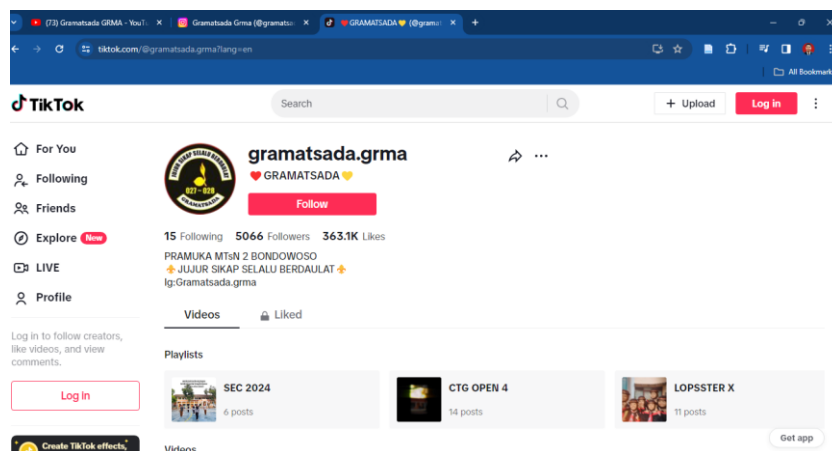 (73) Gramatsada GRMA - YouTu
Gramatsada Grma (@gramatsa
GRAMATSADA (@gramat
tiktok.com/@gramatsada.grma?lang=en
All Bookmark
TikTok
Search
Upload
Log in
For You
Following
Friends
Explore New
LIVE
Profile
Log in to follow creators,
like videos, and view
comments.
Log in
Create TikTok effects,
JUJUR SIKAP SELALU BERDAULAT
027 - 028
GRAMATSADA
gramatsada.grma
❤️ GRAMATSADA 💛
Follow
15 Following 5066 Followers 363.1K Likes
PRAMUKA MTsN 2 BONDOWOSO
⚜️ JUJUR SIKAP SELALU BERDAULAT ⚜️
Ig:Gramatsada.grma
Videos
Liked
Playlists
SEC 2024
6 posts
CTG OPEN 4
14 posts
LOPSSTER X
11 posts
Videos
Get app